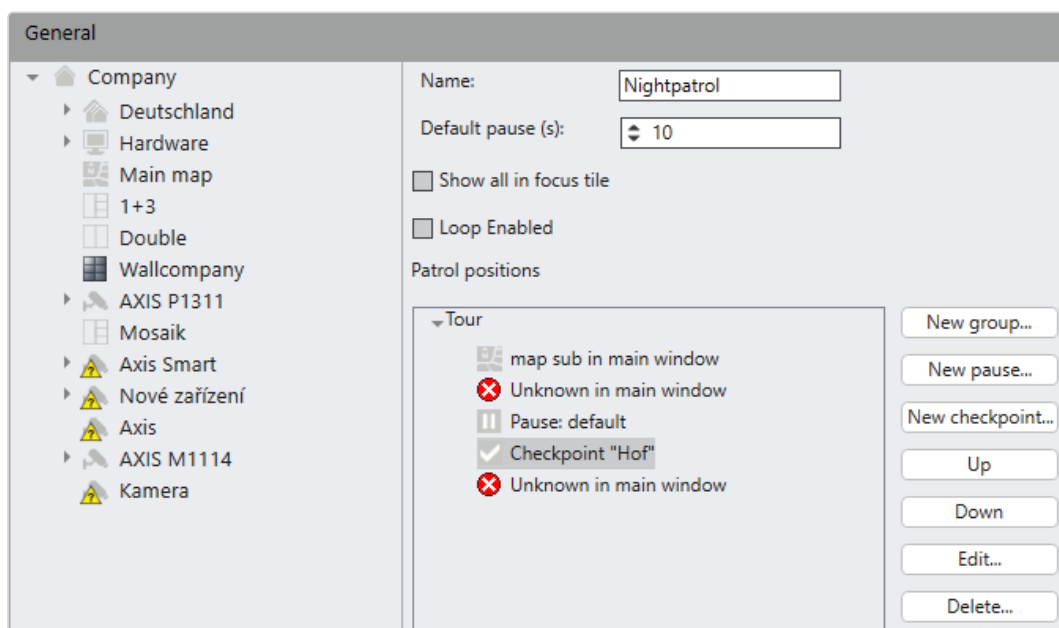 General
Company
Deutschland
Hardware
Main map
1+3
Double
Wallcompany
AXIS P1311
Mosaik
Axis Smart
Nové zařízení
Axis
AXIS M1114
Kamera
Name:
Nightpatrol
Default pause (s):
10
Show all in focus tile
Loop Enabled
Patrol positions
Tour
map sub in main window
Unknown in main window
Pause: default
Checkpoint "Hof"
Unknown in main window
New group...
New pause...
New checkpoint...
Up
Down
Edit...
Delete...